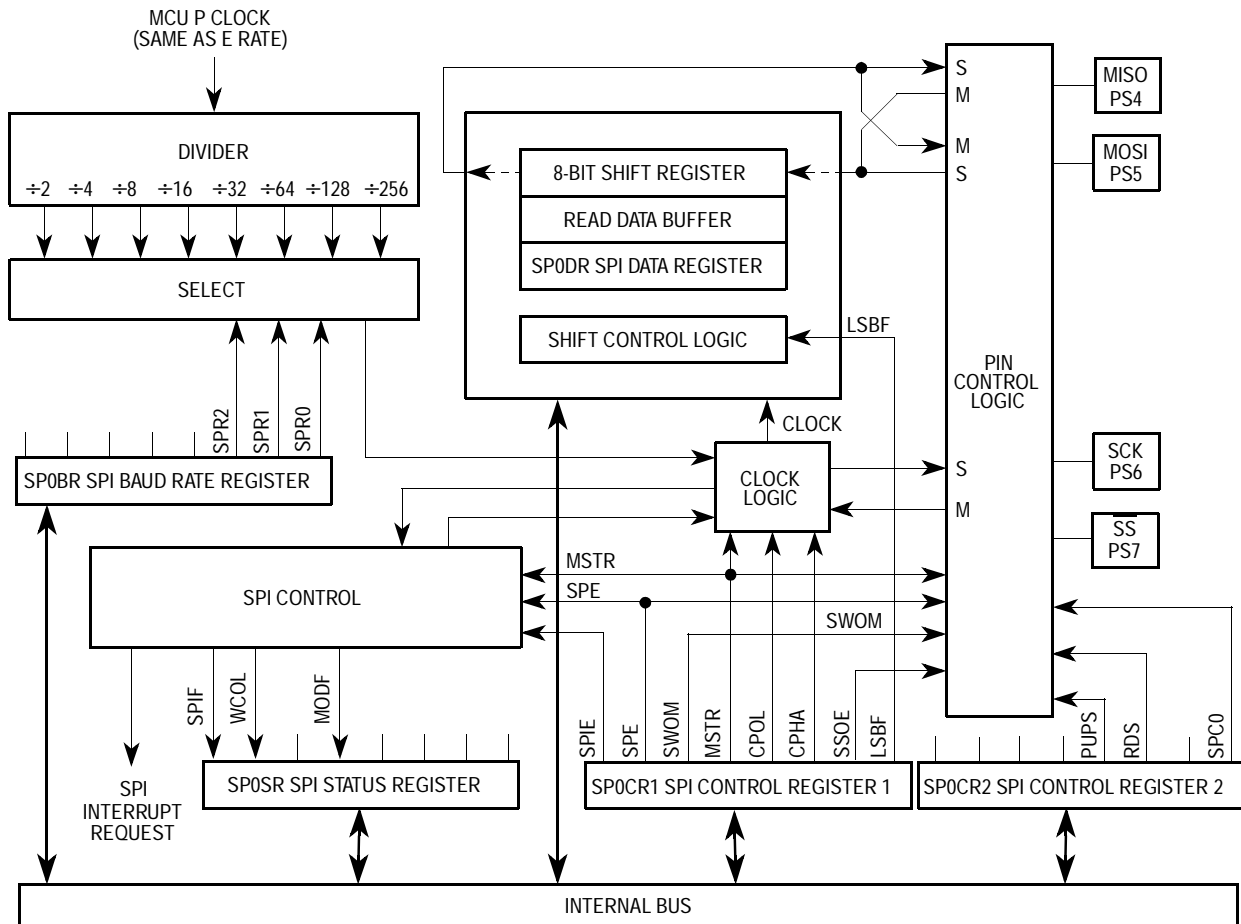 MCU P CLOCK
(SAME AS E RATE)
DIVIDER
÷2 ÷4 ÷8 ÷16 ÷32 ÷64 ÷128 ÷256
SELECT
SPR2
SPR1
SPR0
SP0BR SPI BAUD RATE REGISTER
8-BIT SHIFT REGISTER
READ DATA BUFFER
SP0DR SPI DATA REGISTER
SHIFT CONTROL LOGIC
LSBF
CLOCK
CLOCK
LOGIC
S
M
M
S
S
M
PIN
CONTROL
LOGIC
MISO
PS4
MOSI
PS5
SCK
PS6
SS
PS7
SPI CONTROL
MSTR
SPE
SWOM
SPIF
WCOL
MODF
SPI
INTERRUPT
REQUEST
SP0SR SPI STATUS REGISTER
SPIE
SPE
SWOM
MSTR
CPOL
CPHA
SSOE
LSBF
SP0CR1 SPI CONTROL REGISTER 1
PUPS
RDS
SPC0
SP0CR2 SPI CONTROL REGISTER 2
INTERNAL BUS